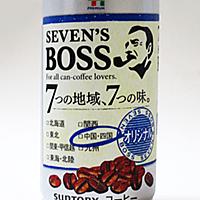 SEVEN'S
BOSS
For all can-coffee lovers.
7つの地域、7つの味。
□北海道 □関西
□東北 □中国・四国
□関東・甲信越 □九州
□東海・北陸
オリジナル
SUNTORY コーヒー